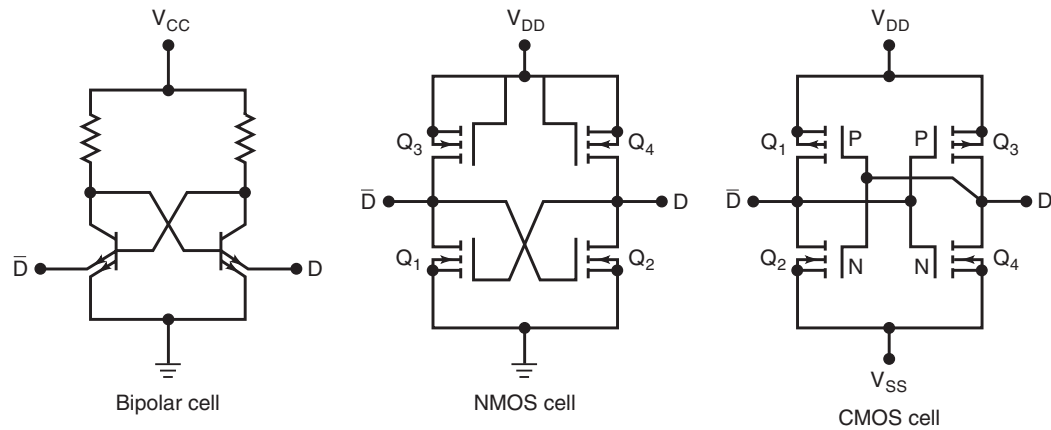 V_CC
D̅
D
Bipolar cell
V_DD
Q_3
Q_4
D̅
D
Q_1
Q_2
NMOS cell
V_DD
Q_1
P
P
Q_3
D̅
D
Q_2
N
N
Q_4
V_SS
CMOS cell